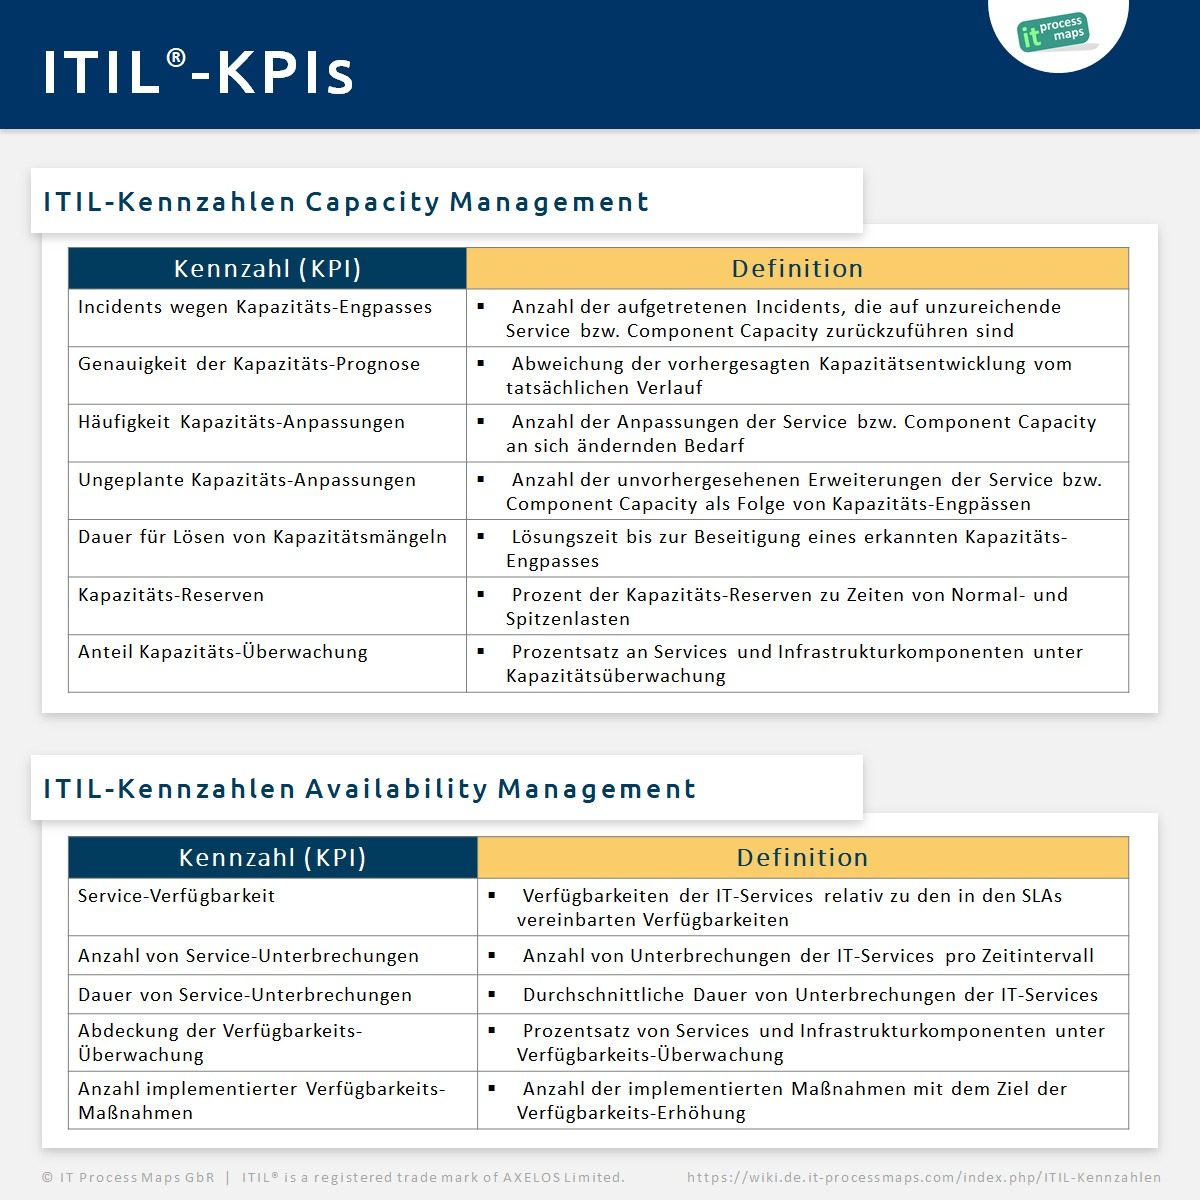 ITIL®-KPIs
it process
maps
ITIL-Kennzahlen Capacity Management
Kennzahl (KPI)
Definition
Incidents wegen Kapazitäts-Engpasses
▪ Anzahl der aufgetretenen Incidents, die auf unzureichende
Service bzw. Component Capacity zurückzuführen sind
Genauigkeit der Kapazitäts-Prognose
▪ Abweichung der vorhergesagten Kapazitätsentwicklung vom
tatsächlichen Verlauf
Häufigkeit Kapazitäts-Anpassungen
▪ Anzahl der Anpassungen der Service bzw. Component Capacity
an sich ändernden Bedarf
Ungeplante Kapazitäts-Anpassungen
▪ Anzahl der unvorhergesehenen Erweiterungen der Service bzw.
Component Capacity als Folge von Kapazitäts-Engpässen
Dauer für Lösen von Kapazitätsmängeln
▪ Lösungszeit bis zur Beseitigung eines erkannten Kapazitäts-
Engpasses
Kapazitäts-Reserven
▪ Prozent der Kapazitäts-Reserven zu Zeiten von Normal- und
Spitzenlasten
Anteil Kapazitäts-Überwachung
▪ Prozentsatz an Services und Infrastrukturkomponenten unter
Kapazitätsüberwachung
ITIL-Kennzahlen Availability Management
Kennzahl (KPI)
Definition
Service-Verfügbarkeit
▪ Verfügbarkeiten der IT-Services relativ zu den in den SLAs
vereinbarten Verfügbarkeiten
Anzahl von Service-Unterbrechungen
▪ Anzahl von Unterbrechungen der IT-Services pro Zeitintervall
Dauer von Service-Unterbrechungen
▪ Durchschnittliche Dauer von Unterbrechungen der IT-Services
Abdeckung der Verfügbarkeits-
Überwachung
▪ Prozentsatz von Services und Infrastrukturkomponenten unter
Verfügbarkeits-Überwachung
Anzahl implementierter Verfügbarkeits-
Maßnahmen
▪ Anzahl der implementierten Maßnahmen mit dem Ziel der
Verfügbarkeits-Erhöhung
© IT Process Maps GbR | ITIL® is a registered trade mark of AXELOS Limited.
https://wiki.de.it-processmaps.com/index.php/ITIL-Kennzahlen